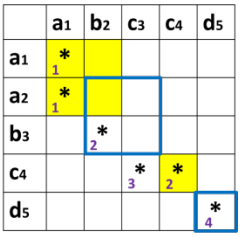 a1 b2 c3 c4 d5
a1 * 1
a2 * 1
b3 * 2
c4 * 3 * 2
d5 * 4